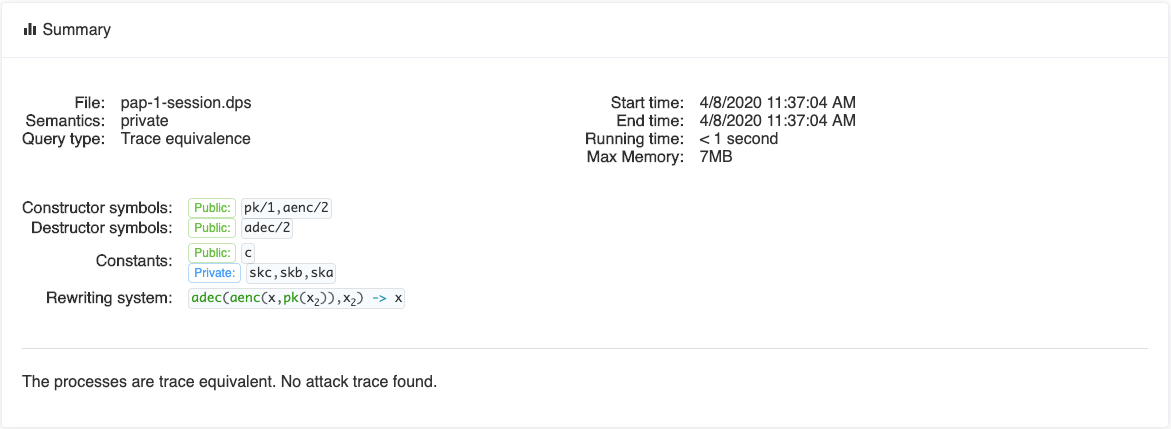 Summary
File: pap-1-session.dps
Semantics: private
Query type: Trace equivalence
Start time: 4/8/2020 11:37:04 AM
End time: 4/8/2020 11:37:04 AM
Running time: < 1 second
Max Memory: 7MB
Constructor symbols: Public: pk/1,aenc/2
Destructor symbols: Public: adec/2
Constants: Public: c
Private: skc,skb,ska
Rewriting system: adec(aenc(x,pk(x₂)),x₂) -> x
The processes are trace equivalent. No attack trace found.